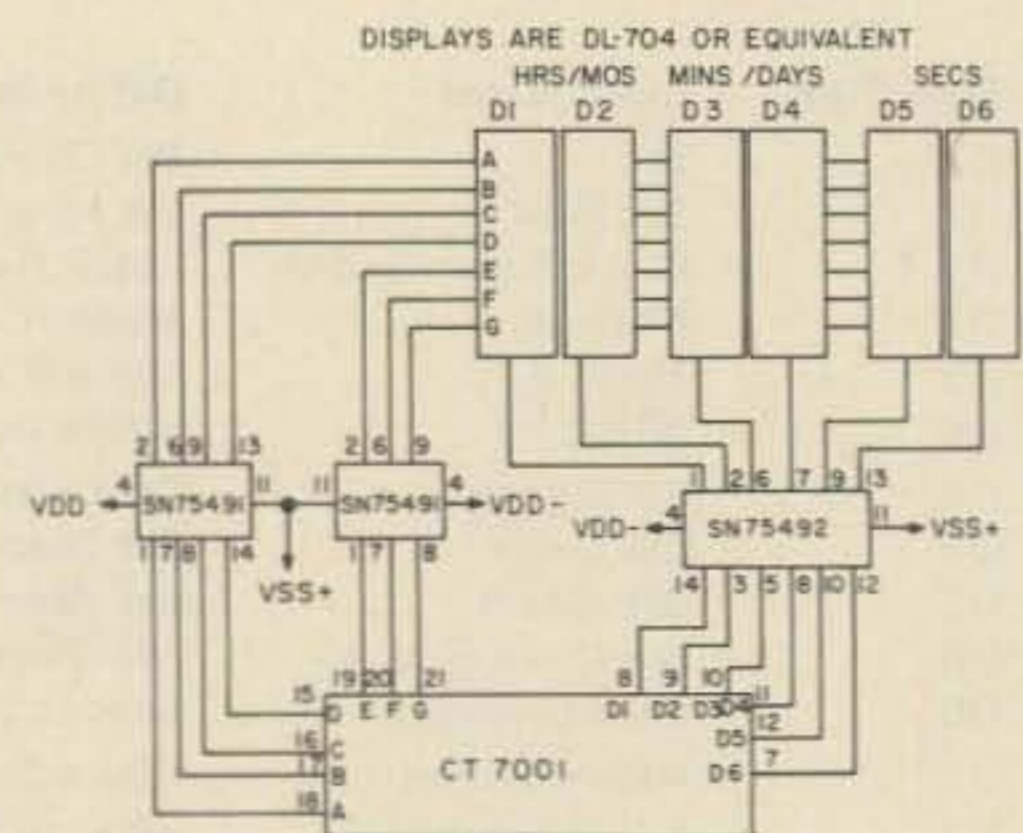 DISPLAYS ARE DL-704 OR EQUIVALENT
HRS/MOS MINS/DAYS SECS
D1 D2 D3 D4 D5 D6
A
B
C
D
E
F
G
2 6 9 13 2 6 9
1 2 6 7 9 13
4 11 11 4
VDD SN75491 SN75491 VDD-
4 11
VDD- SN75492 VSS+
1 7 8 14 1 7 8
VSS+
14 3 5 8 10 12
19 20 21 8 9 10
15 D E F G D1 D2 D3 D4 11
16 C D5 12
17 B CT 7001 D6 7
18 A